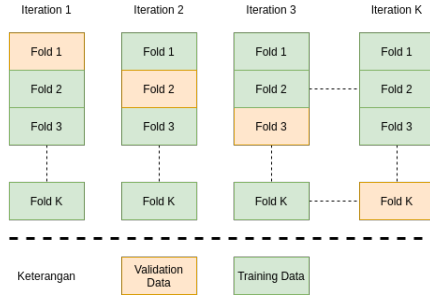 Iteration 1 Iteration 2 Iteration 3 Iteration K
Fold 1 Fold 1 Fold 1 Fold 1
Fold 2 Fold 2 Fold 2 Fold 2
Fold 3 Fold 3 Fold 3 Fold 3
Fold K Fold K Fold K Fold K
Keterangan
Validation
Data
Training Data